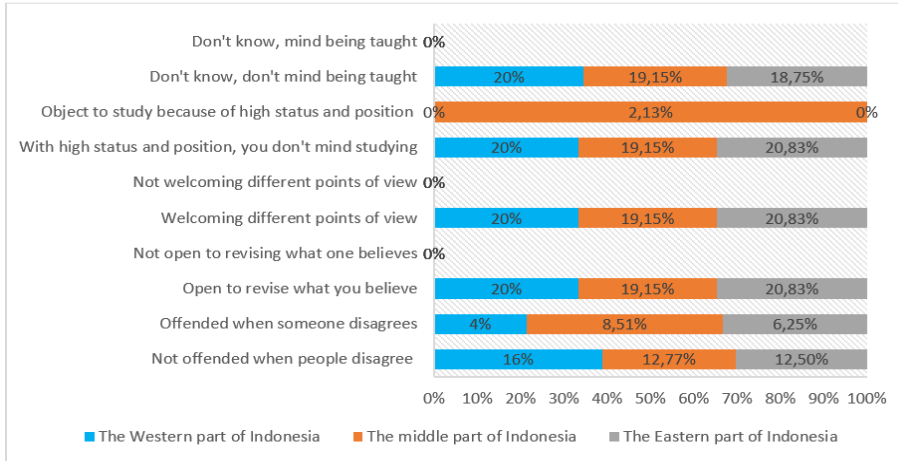 Don't know, mind being taught 0%
Don't know, don't mind being taught 20% 19,15% 18,75%
Object to study because of high status and position 0% 2,13% 0%
With high status and position, you don't mind studying 20% 19,15% 20,83%
Not welcoming different points of view 0%
Welcoming different points of view 20% 19,15% 20,83%
Not open to revising what one believes 0%
Open to revise what you believe 20% 19,15% 20,83%
Offended when someone disagrees 4% 8,51% 6,25%
Not offended when people disagree 16% 12,77% 12,50%
0% 10% 20% 30% 40% 50% 60% 70% 80% 90% 100%
The Western part of Indonesia The middle part of Indonesia The Eastern part of Indonesia